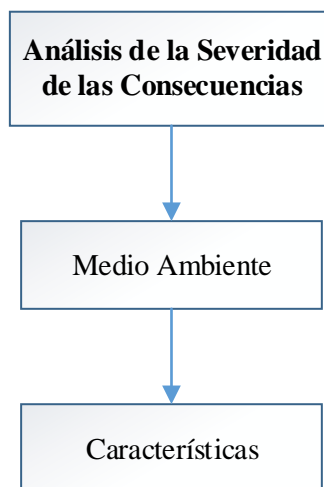 Análisis de la Severidad
de las Consecuencias
Medio Ambiente
Características